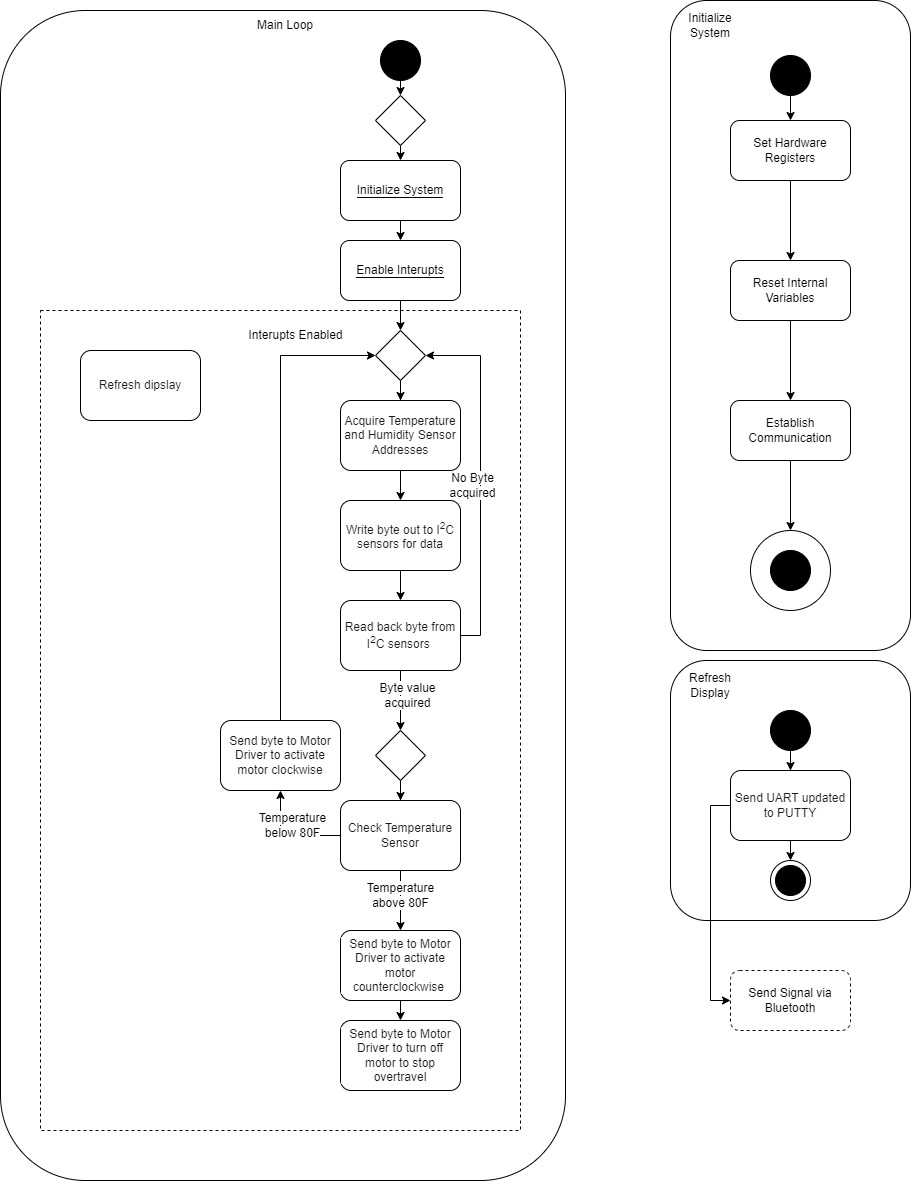 Main Loop
Initialize System
Enable Interupts
Interupts Enabled
Refresh dipslay
Acquire Temperature
and Humidity Sensor
Addresses
No Byte
acquired
Write byte out to I²C
sensors for data
Read back byte from
I²C sensors
Byte value
acquired
Send byte to Motor
Driver to activate
motor clockwise
Temperature
below 80F
Check Temperature
Sensor
Temperature
above 80F
Send byte to Motor
Driver to activate
motor
counterclockwise
Send byte to Motor
Driver to turn off
motor to stop
overtravel
Initialize
System
Set Hardware
Registers
Reset Internal
Variables
Establish
Communication
Refresh
Display
Send UART updated
to PUTTY
Send Signal via
Bluetooth